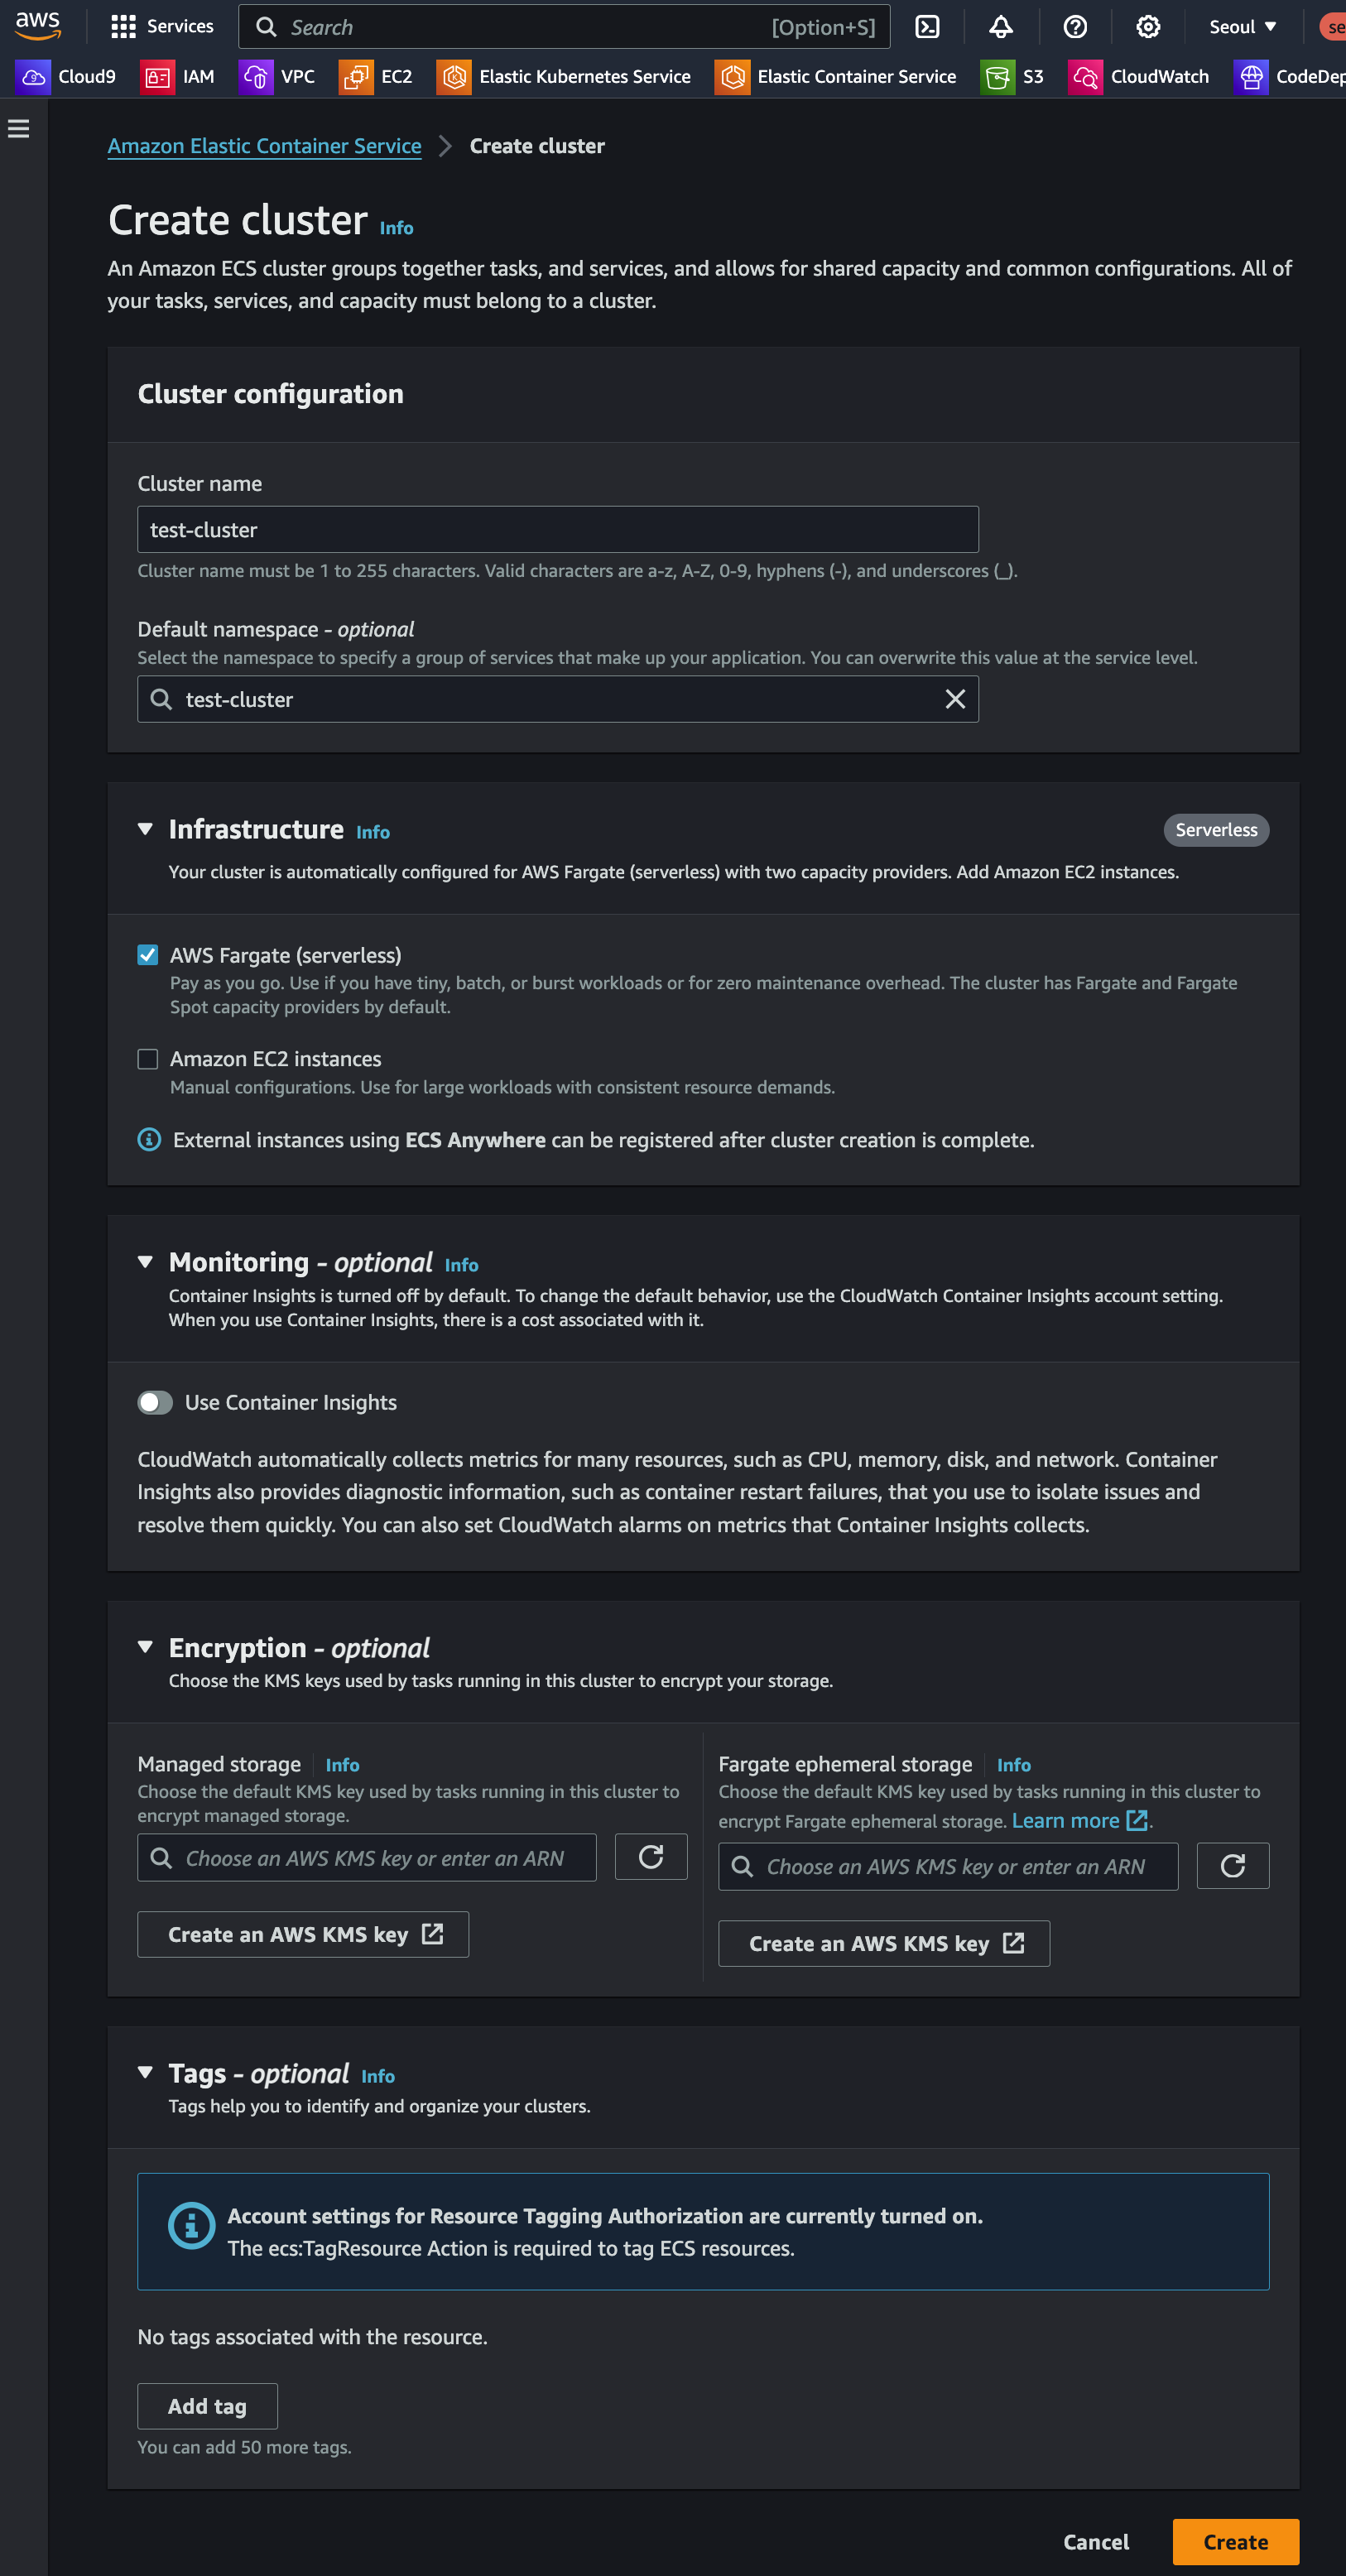 aws
Services
Search [Option+S]
Seoul ▼
se
Cloud9 IAM VPC EC2 Elastic Kubernetes Service Elastic Container Service S3 CloudWatch CodeDep
Amazon Elastic Container Service > Create cluster
Create cluster Info
An Amazon ECS cluster groups together tasks, and services, and allows for shared capacity and common configurations. All of
your tasks, services, and capacity must belong to a cluster.
Cluster configuration
Cluster name
test-cluster
Cluster name must be 1 to 255 characters. Valid characters are a-z, A-Z, 0-9, hyphens (-), and underscores (_).
Default namespace - optional
Select the namespace to specify a group of services that make up your application. You can overwrite this value at the service level.
test-cluster
Infrastructure Info
Serverless
Your cluster is automatically configured for AWS Fargate (serverless) with two capacity providers. Add Amazon EC2 instances.
AWS Fargate (serverless)
Pay as you go. Use if you have tiny, batch, or burst workloads or for zero maintenance overhead. The cluster has Fargate and Fargate
Spot capacity providers by default.
Amazon EC2 instances
Manual configurations. Use for large workloads with consistent resource demands.
External instances using ECS Anywhere can be registered after cluster creation is complete.
Monitoring - optional Info
Container Insights is turned off by default. To change the default behavior, use the CloudWatch Container Insights account setting.
When you use Container Insights, there is a cost associated with it.
Use Container Insights
CloudWatch automatically collects metrics for many resources, such as CPU, memory, disk, and network. Container
Insights also provides diagnostic information, such as container restart failures, that you use to isolate issues and
resolve them quickly. You can also set CloudWatch alarms on metrics that Container Insights collects.
Encryption - optional
Choose the KMS keys used by tasks running in this cluster to encrypt your storage.
Managed storage Info
Choose the default KMS key used by tasks running in this cluster to
encrypt managed storage.
Choose an AWS KMS key or enter an ARN
Create an AWS KMS key
Fargate ephemeral storage Info
Choose the default KMS key used by tasks running in this cluster to
encrypt Fargate ephemeral storage. Learn more.
Choose an AWS KMS key or enter an ARN
Create an AWS KMS key
Tags - optional Info
Tags help you to identify and organize your clusters.
Account settings for Resource Tagging Authorization are currently turned on.
The ecs:TagResource Action is required to tag ECS resources.
No tags associated with the resource.
Add tag
You can add 50 more tags.
Cancel
Create